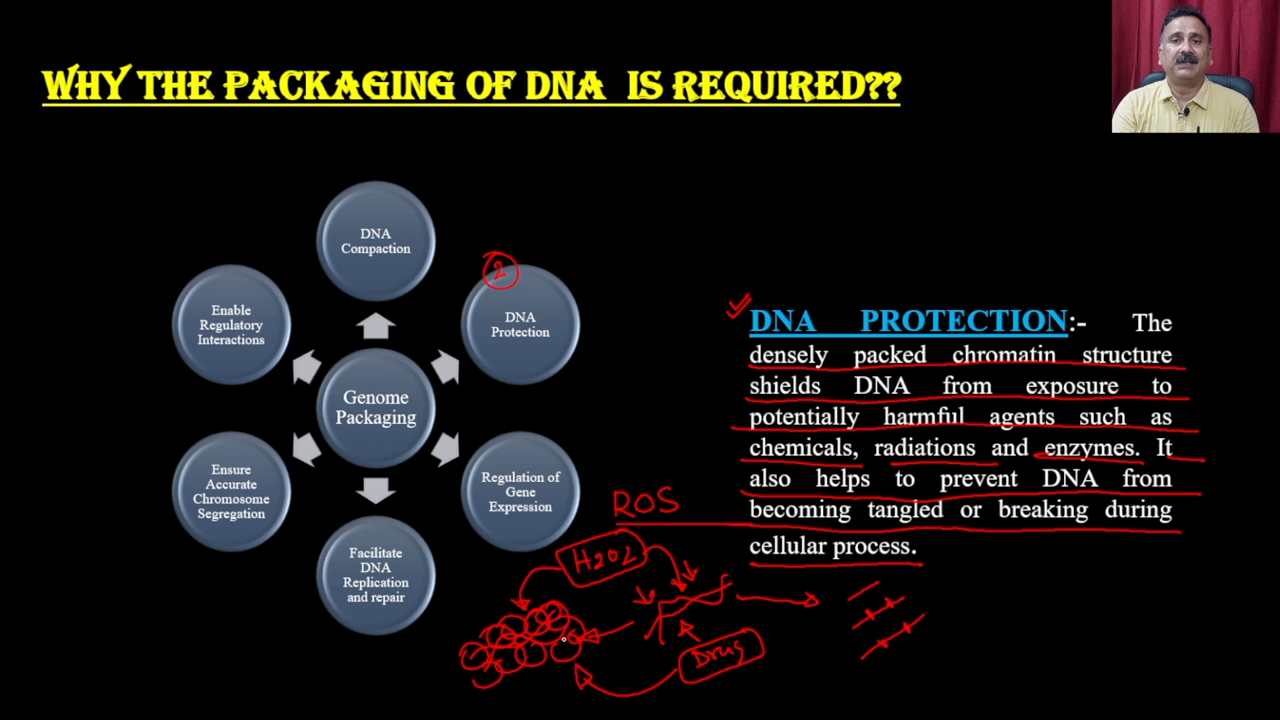 WHY THE PACKAGING OF DNA IS REQUIRED??
DNA
Compaction
2
DNA
Protection
Enable
Regulatory
Interactions
Genome
Packaging
Ensure
Accurate
Chromosome
Segregation
Regulation of
Gene
Expression
Facilitate
DNA
Replication
and repair
DNA PROTECTION:- The
densely packed chromatin structure
shields DNA from exposure to
potentially harmful agents such as
chemicals, radiations and enzymes. It
also helps to prevent DNA from
becoming tangled or breaking during
cellular process.
ROS
H2O2
Drug